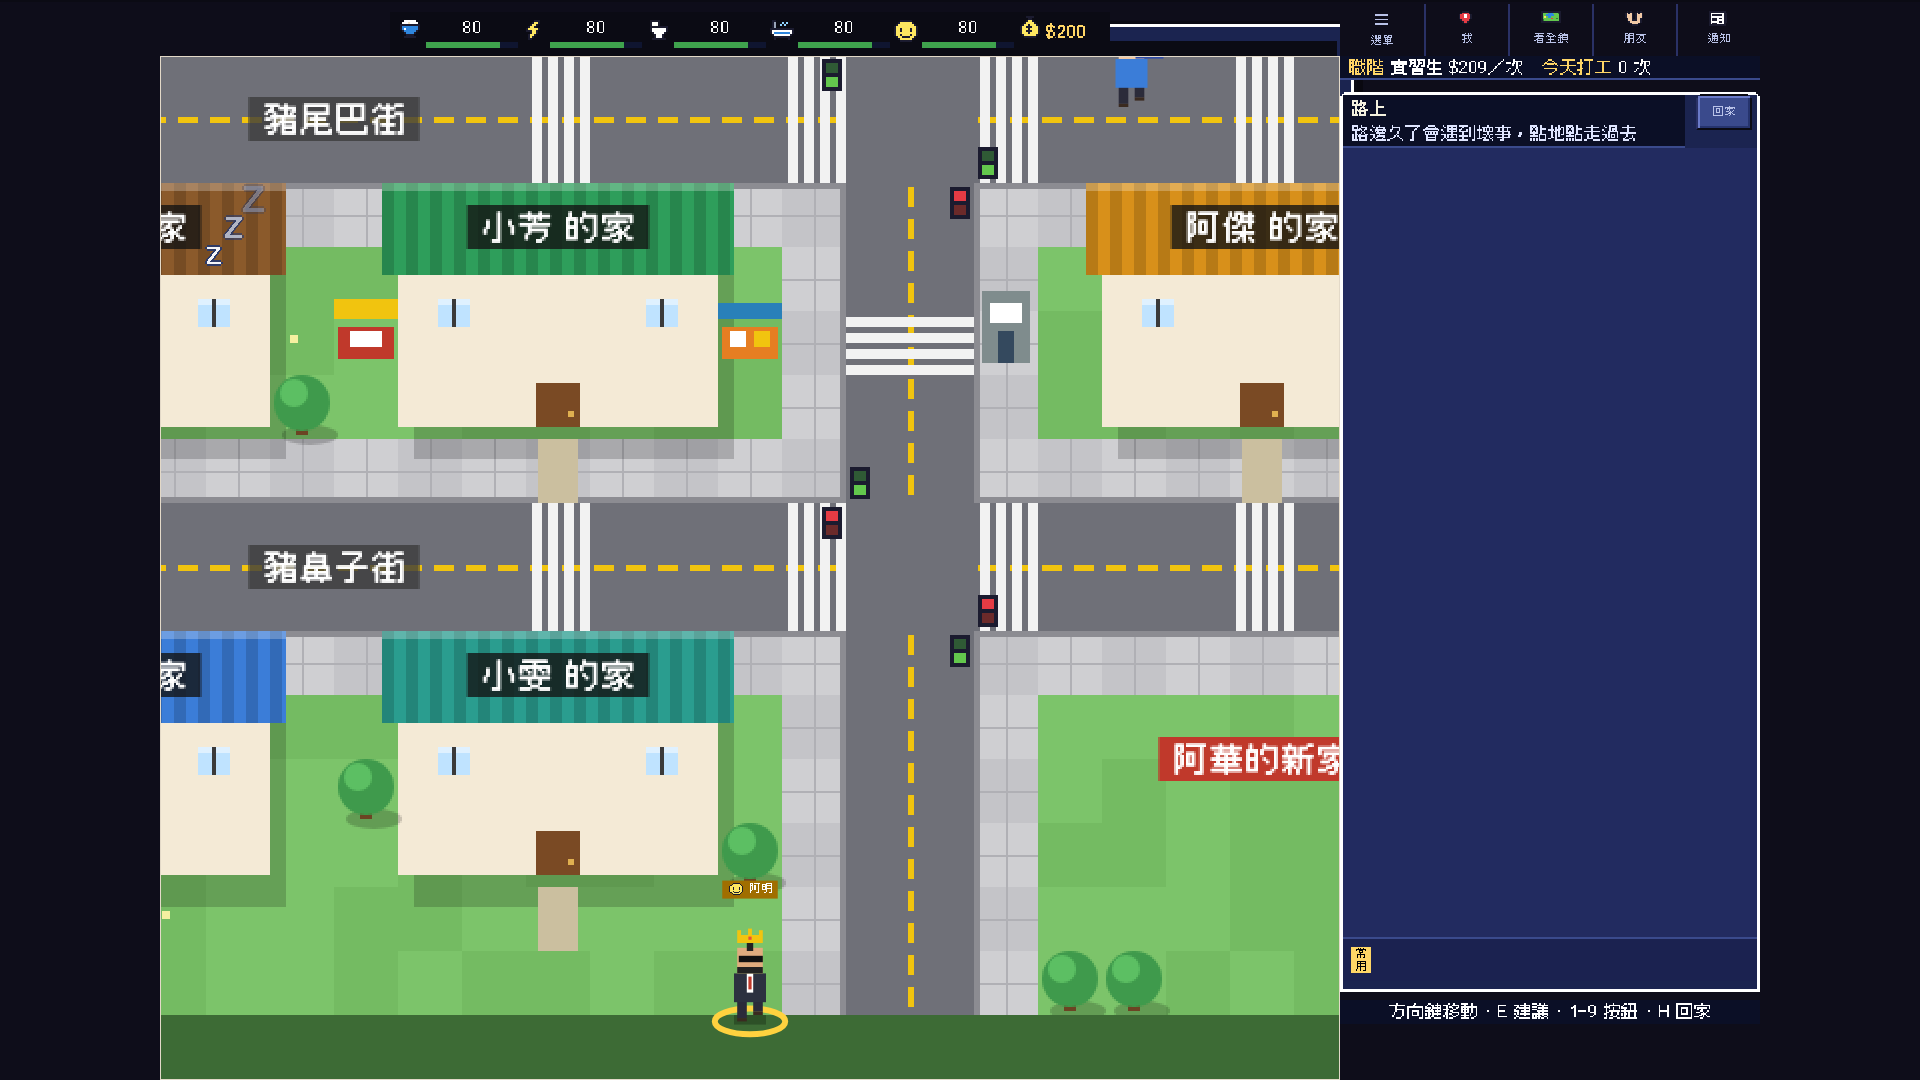 80 80 80 80 80 $200
選單 我 看全鎮 朋友 通知
職階 實習生 $209／次 今天打工 0 次
路上
路邊久了會遇到壞事，點地點走過去
回家
豬尾巴街
家
Z
Z
Z
小芳 的家
阿傑 的家
豬鼻子街
家
小雯 的家
阿華的新家
阿明
常用
方向鍵移動 · E 建議 · 1-9 按鈕 · H 回家